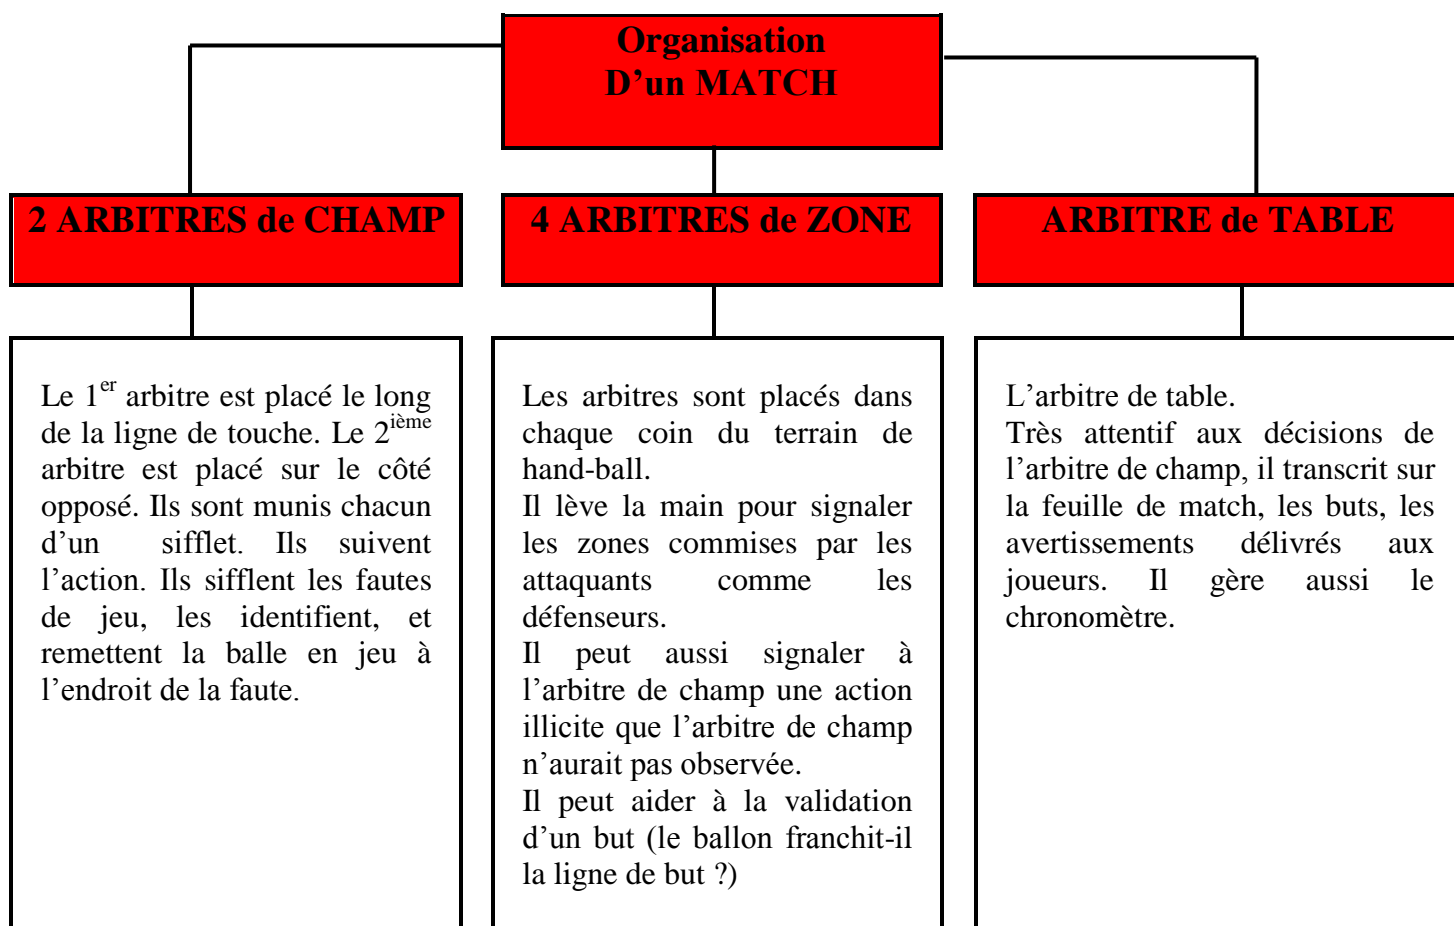 Organisation
D’un MATCH
2 ARBITRES de CHAMP
4 ARBITRES de ZONE
ARBITRE de TABLE
Le 1er arbitre est placé le long
de la ligne de touche. Le 2ième
arbitre est placé sur le côté
opposé. Ils sont munis chacun
d’un sifflet. Ils suivent
l’action. Ils sifflent les fautes
de jeu, les identifient, et
remettent la balle en jeu à
l’endroit de la faute.
Les arbitres sont placés dans
chaque coin du terrain de
hand-ball.
Il lève la main pour signaler
les zones commises par les
attaquants comme les
défenseurs.
Il peut aussi signaler à
l’arbitre de champ une action
illicite que l’arbitre de champ
n’aurait pas observée.
Il peut aider à la validation
d’un but (le ballon franchit-il
la ligne de but ?)
L’arbitre de table.
Très attentif aux décisions de
l’arbitre de champ, il transcrit sur
la feuille de match, les buts, les
avertissements délivrés aux
joueurs. Il gère aussi le
chronomètre.